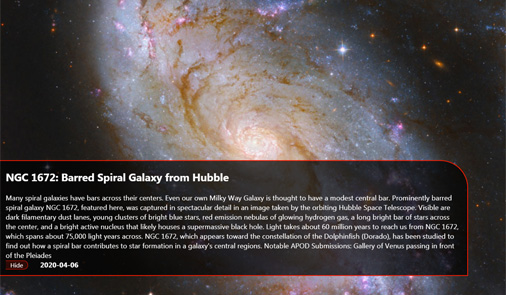 NGC 1672: Barred Spiral Galaxy from Hubble
Many spiral galaxies have bars across their centers. Even our own Milky Way Galaxy is thought to have a modest central bar. Prominently barred
spiral galaxy NGC 1672, featured here, was captured in spectacular detail in an image taken by the orbiting Hubble Space Telescope. Visible are
dark filamentary dust lanes, young clusters of bright blue stars, red emission nebulas of glowing hydrogen gas, a long bright bar of stars across
the center, and a bright active nucleus that likely houses a supermassive black hole. Light takes about 60 million years to reach us from NGC 1672,
which spans about 75,000 light years across. NGC 1672, which appears toward the constellation of the Dolphinfish (Dorado), has been studied to
find out how a spiral bar contributes to star formation in a galaxy's central regions. Notable APOD Submissions: Gallery of Venus passing in front
of the Pleiades
Hide 2020-04-06